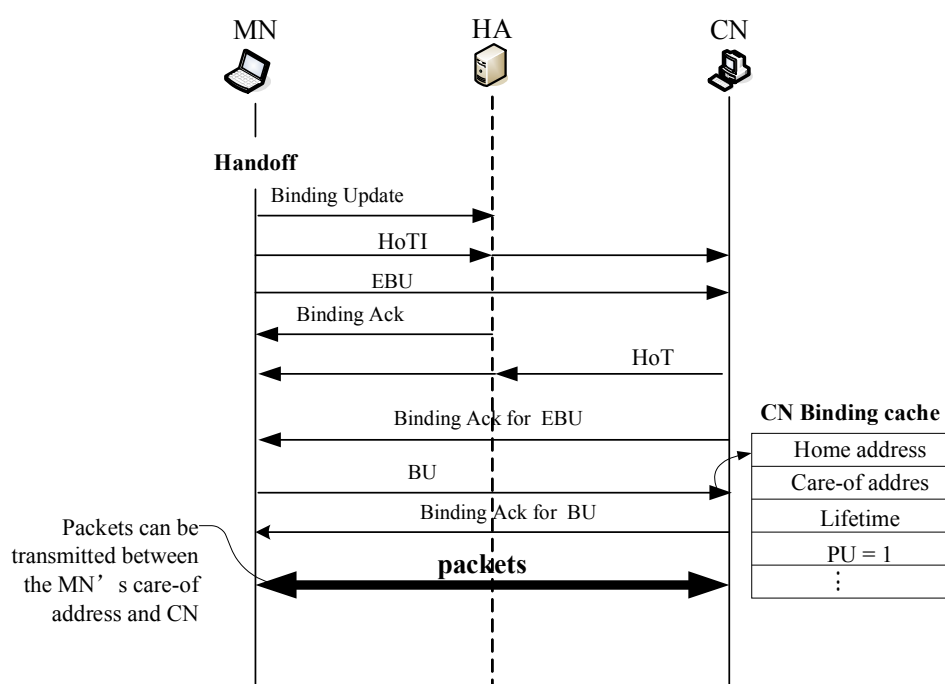 MN
HA
CN
Handoff
Binding Update
HoTI
EBU
Binding Ack
HoT
Binding Ack for EBU
BU
Binding Ack for BU
packets
Packets can be
transmitted between
the MN’s care-of
address and CN
CN Binding cache
Home address
Care-of addres
Lifetime
PU = 1
⋮